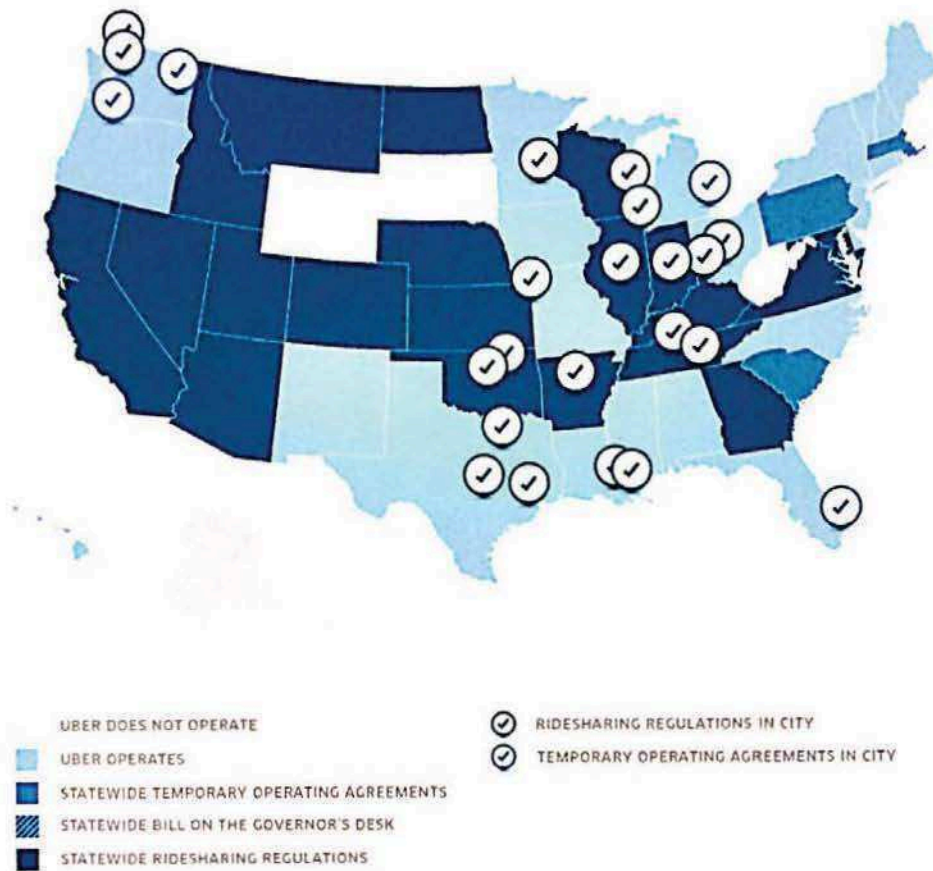 UBER DOES NOT OPERATE
UBER OPERATES
STATEWIDE TEMPORARY OPERATING AGREEMENTS
STATEWIDE BILL ON THE GOVERNOR'S DESK
STATEWIDE RIDESHARING REGULATIONS
RIDESHARING REGULATIONS IN CITY
TEMPORARY OPERATING AGREEMENTS IN CITY